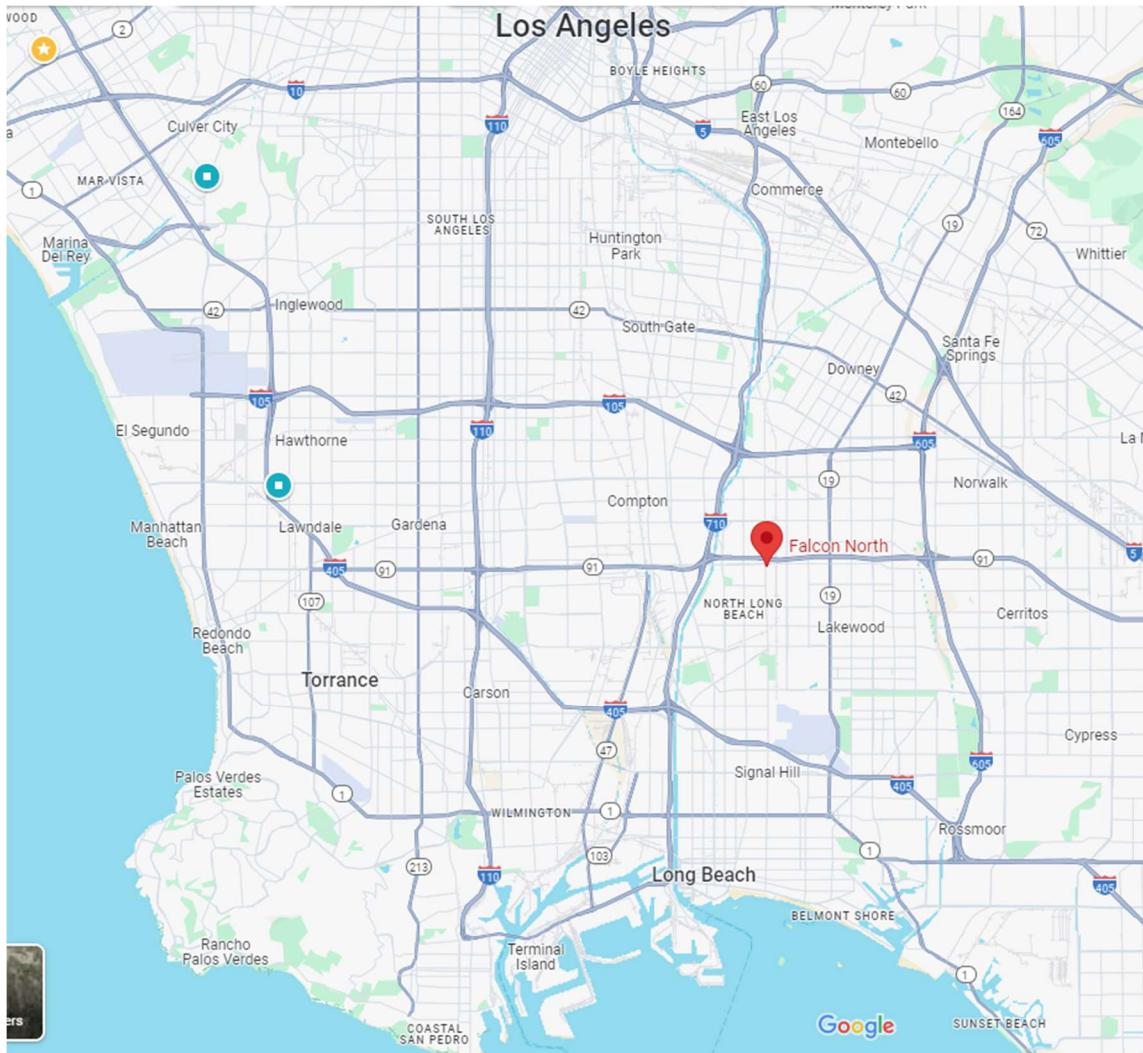 WOOD
Los Angeles
2
BOYLE HEIGHTS
60
60
10
110
5
East Los
Angeles
164
605
Culver City
Montebello
MAR VISTA
1
Commerce
SOUTH LOS
ANGELES
19
72
Marina
Del Rey
Huntington
Park
Whittier
42
Inglewood
42
South Gate
Santa Fe
Springs
Downey
105
105
42
El Segundo
Hawthorne
110
605
La
19
Norwalk
Compton
Manhattan
Beach
Lawndale
Gardena
710
Falcon North
5
405
91
91
91
107
NORTH LONG
BEACH
19
Cerritos
Redondo
Beach
Lakewood
Torrance
Carson
405
47
Cypress
Palos Verdes
Estates
Signal Hill
605
405
1
WILMINGTON
1
Rossmoor
103
1
213
110
Long Beach
405
BELMONT SHORE
Rancho
Palos Verdes
Terminal
Island
1
ers
COASTAL
SAN PEDRO
Google
SUNSET BEACH